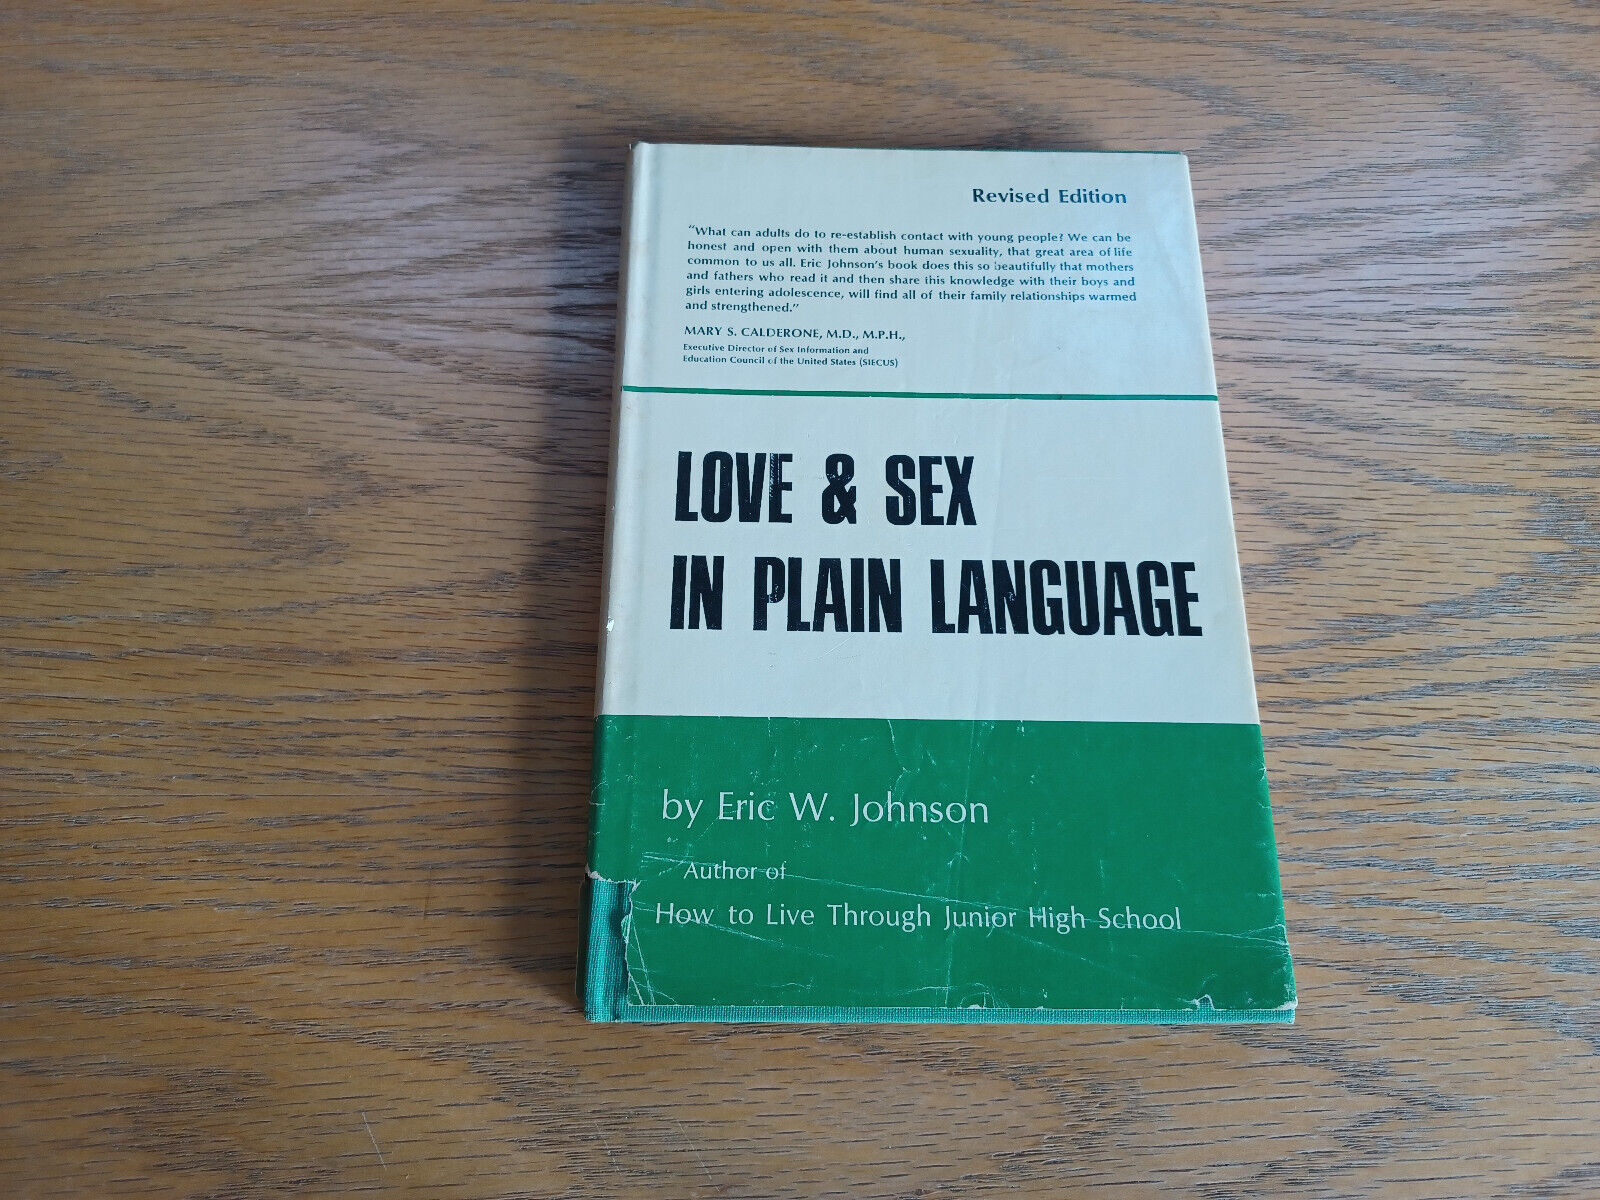 Revised Edition
"What can adults do to re-establish contact with young people? We can be
honest and open with them about human sexuality, that great area of life
common to us all. Eric Johnson's book does this so beautifully that mothers
and fathers who read it and then share this knowledge with their boys and
girls entering adolescence, will find all of their family relationships warmed
and strengthened."
MARY S. CALDERONE, M.D., M.P.H.,
Executive Director of Sex Information and
Education Council of the United States (SIECUS)
LOVE & SEX
IN PLAIN LANGUAGE
by Eric W. Johnson
Author of
How to Live Through Junior High School